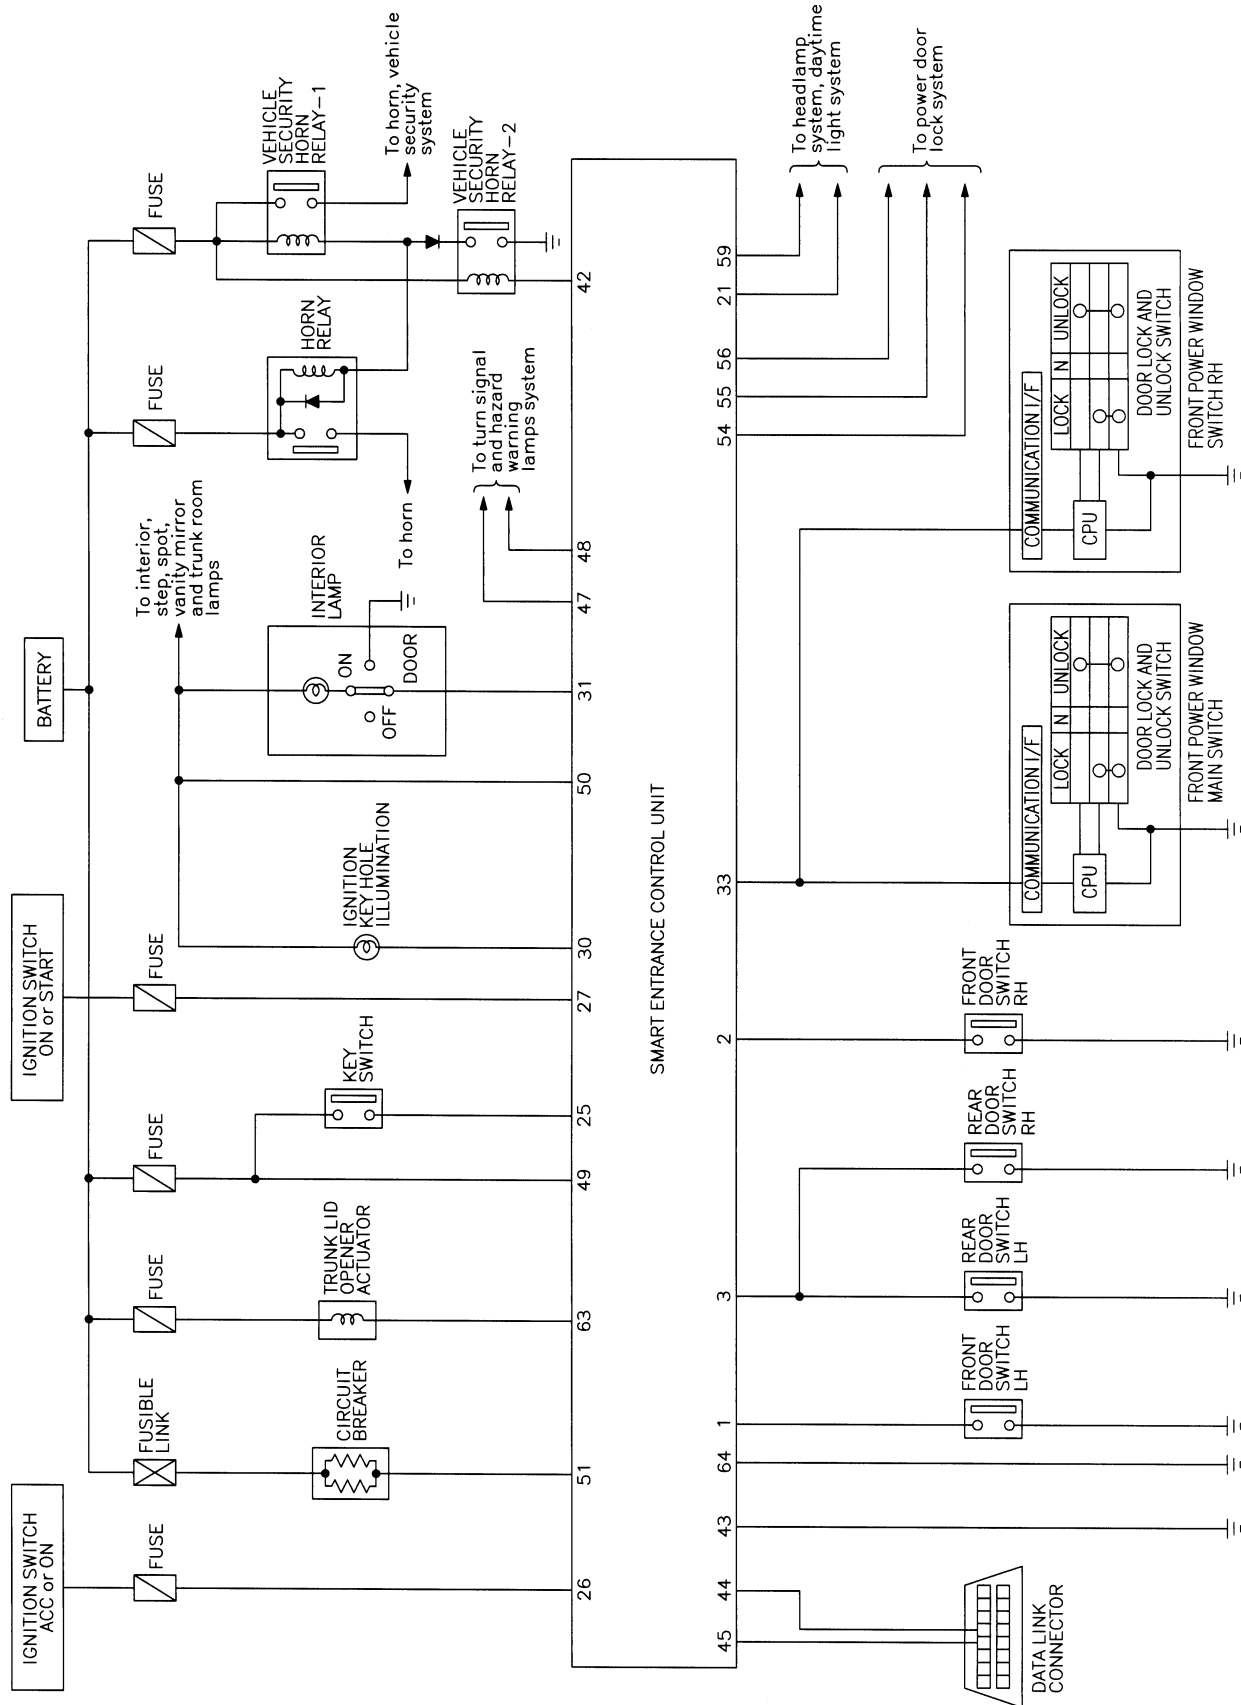 IGNITION SWITCH
ACC or ON
IGNITION SWITCH
ON or START
BATTERY
FUSE
FUSIBLE
LINK
FUSE
FUSE
FUSE
To interior,
step, spot,
vanity mirror
and trunk room
lamps
FUSE
FUSE
CIRCUIT
BREAKER
TRUNK LID
OPENER
ACTUATOR
KEY
SWITCH
IGNITION
KEY HOLE
ILLUMINATION
INTERIOR
LAMP
ON
OFF
DOOR
HORN
RELAY
To horn
VEHICLE
SECURITY
HORN
RELAY-1
To horn, vehicle
security
system
VEHICLE
SECURITY
HORN
RELAY-2
To turn signal
and hazard
warning
lamps system
26
51
63
49
25
27
30
50
31
47
48
42
SMART ENTRANCE CONTROL UNIT
45
44
43
64
1
3
2
33
54
55
56
21
59
To headlamp
system, daytime
light system
To power door
lock system
DATA LINK
CONNECTOR
FRONT
DOOR
SWITCH
LH
REAR
DOOR
SWITCH
LH
REAR
DOOR
SWITCH
RH
FRONT
DOOR
SWITCH
RH
COMMUNICATION I/F
CPU
LOCK N UNLOCK
DOOR LOCK AND
UNLOCK SWITCH
FRONT POWER WINDOW
MAIN SWITCH
COMMUNICATION I/F
CPU
LOCK N UNLOCK
DOOR LOCK AND
UNLOCK SWITCH
FRONT POWER WINDOW
SWITCH RH